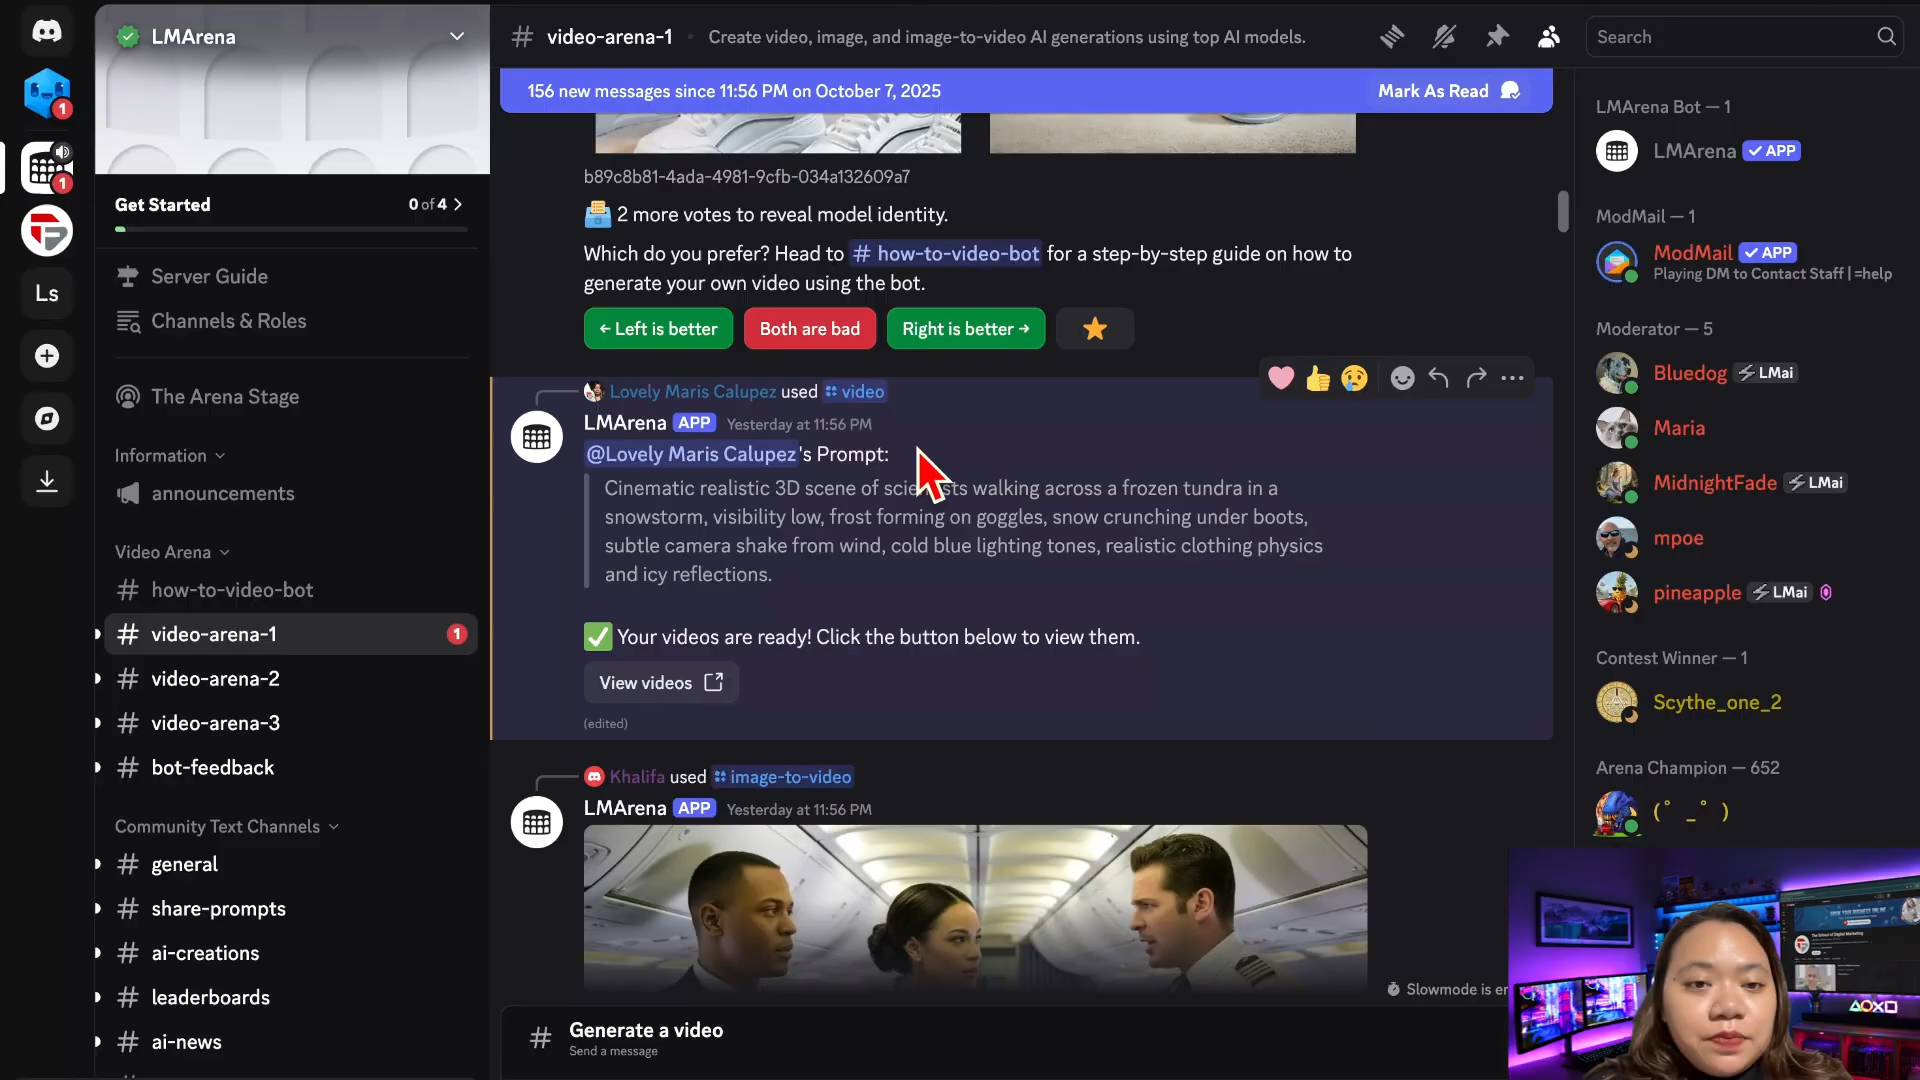 LMArena
# video-arena-1 • Create video, image, and image-to-video AI generations using top AI models.
Search
156 new messages since 11:56 PM on October 7, 2025
Mark As Read
1
1
Ls
Get Started
0 of 4
Server Guide
Channels & Roles
The Arena Stage
Information
announcements
Video Arena
# how-to-video-bot
# video-arena-1
1
# video-arena-2
# video-arena-3
# bot-feedback
Community Text Channels
# general
# share-prompts
# ai-creations
# leaderboards
# ai-news
b89c8b81-4ada-4981-9cfb-034a132609a7
2 more votes to reveal model identity.
Which do you prefer? Head to # how-to-video-bot for a step-by-step guide on how to
generate your own video using the bot.
← Left is better
Both are bad
Right is better →
Lovely Maris Calupez used video
LMArena APP Yesterday at 11:56 PM
@Lovely Maris Calupez's Prompt:
Cinematic realistic 3D scene of scientists walking across a frozen tundra in a
snowstorm, visibility low, frost forming on goggles, snow crunching under boots,
subtle camera shake from wind, cold blue lighting tones, realistic clothing physics
and icy reflections.
Your videos are ready! Click the button below to view them.
View videos
(edited)
Khalifa used image-to-video
LMArena APP Yesterday at 11:56 PM
Slowmode is
# Generate a video
Send a message
LMArena Bot — 1
LMArena ✓ APP
ModMail — 1
ModMail ✓ APP
Playing DM to Contact Staff | =help
Moderator — 5
Bluedog LMai
Maria
MidnightFade LMai
mpoe
pineapple LMai
Contest Winner — 1
Scythe_one_2
Arena Champion — 652
( ˚ _ ˚ )